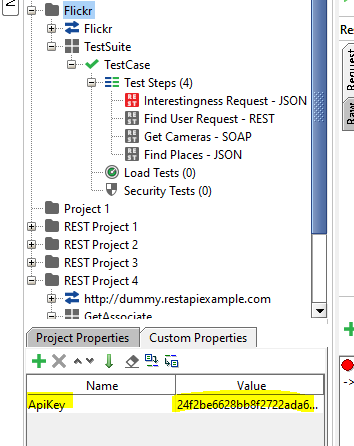 Flickr
Flickr
TestSuite
TestCase
Test Steps (4)
Interestingness Request - JSON
Find User Request - REST
Get Cameras - SOAP
Find Places - JSON
Load Tests (0)
Security Tests (0)
Project 1
REST Project 1
REST Project 2
REST Project 3
REST Project 4
http://dummy.restapiexample.com
GetAssociate
Project Properties Custom Properties
Name Value
ApiKey 24f2be6628bb8f2722ada6...
Re
Request
Raw